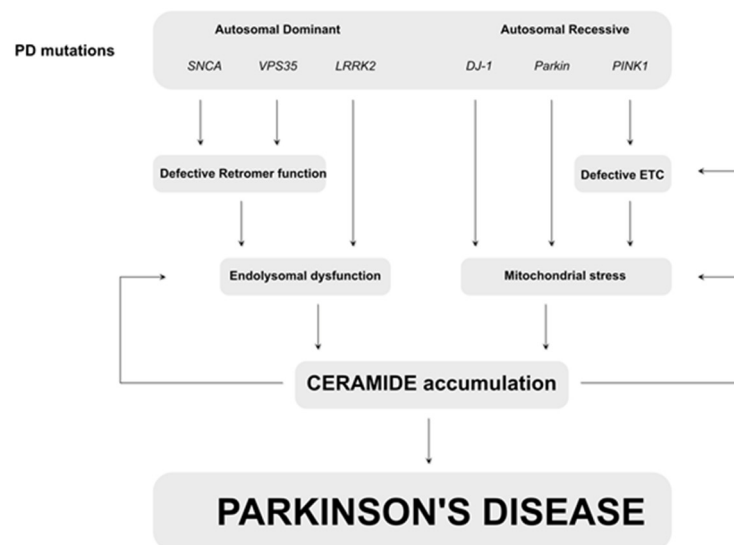 Autosomal Dominant Autosomal Recessive
PD mutations
SNCA VPS35 LRRK2 DJ-1 Parkin PINK1
Defective Retromer function Defective ETC
Endolysomal dysfunction Mitochondrial stress
CERAMIDE accumulation
PARKINSON'S DISEASE